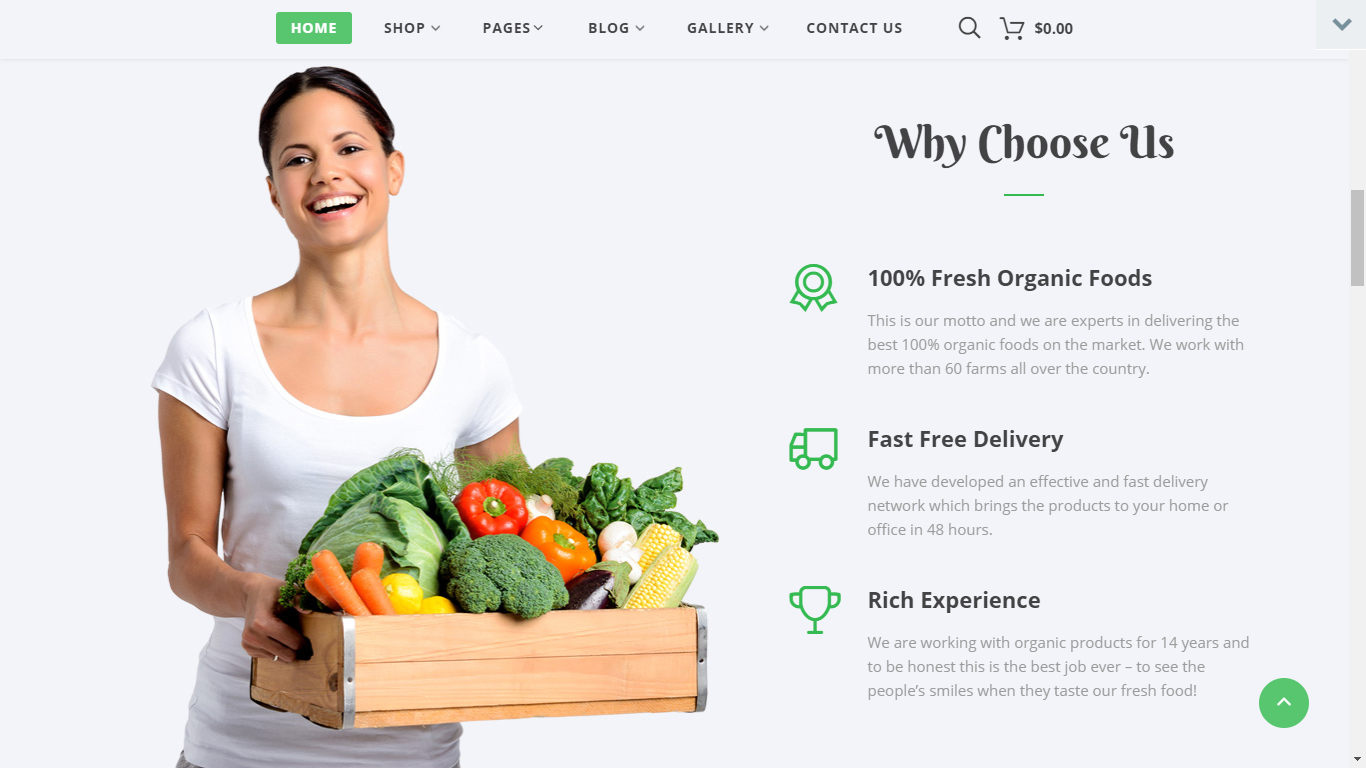 HOME SHOP PAGES BLOG GALLERY CONTACT US $0.00
Why Choose Us
100% Fresh Organic Foods
This is our motto and we are experts in delivering the
best 100% organic foods on the market. We work with
more than 60 farms all over the country.
Fast Free Delivery
We have developed an effective and fast delivery
network which brings the products to your home or
office in 48 hours.
Rich Experience
We are working with organic products for 14 years and
to be honest this is the best job ever – to see the
people’s smiles when they taste our fresh food!